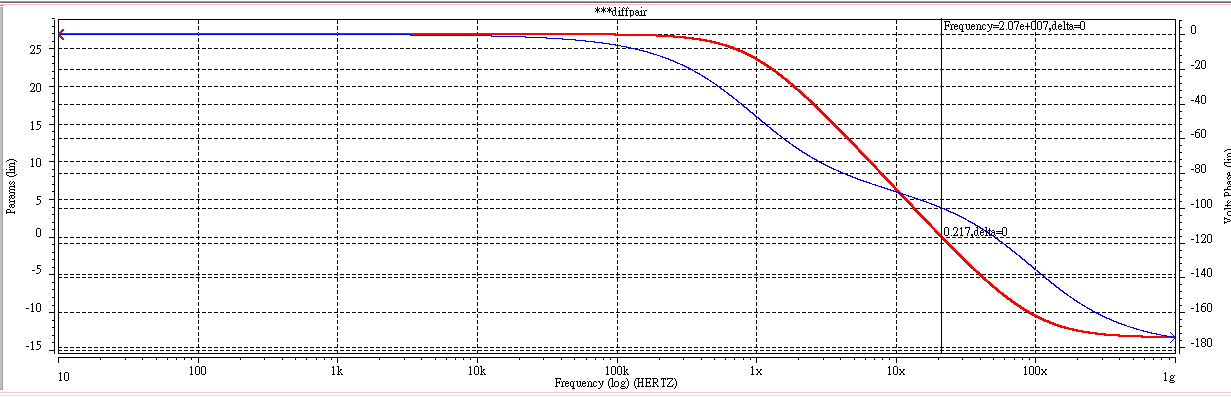 ***diffpair
Frequency=2.07e+007,delta=0
25
20
15
10
5
0
-5
-10
-15
Params (lin)
0.217,delta=0
0
-20
-40
-60
-80
-100
-120
-140
-160
-180
Volts Phase (lin)
10
100
1k
10k
100k
1x
10x
100x
1g
Frequency (log) (HERTZ)